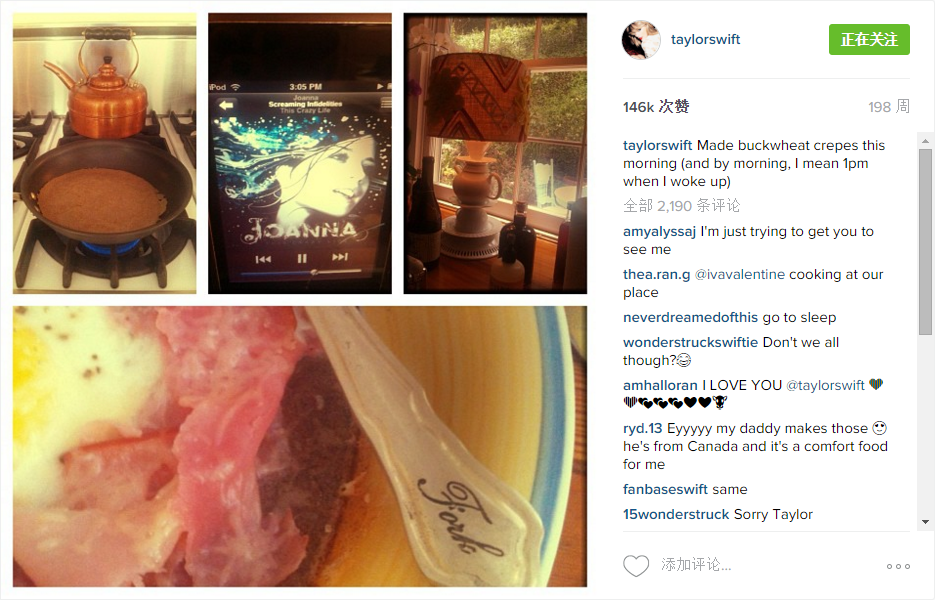 iPod
3:05 PM
Joanna
Screaming Infidelities
This Crazy Life
JOANNA
Fork
taylorswift
正在关注
146k 次赞
198 周
taylorswift Made buckwheat crepes this
morning (and by morning, I mean 1pm
when I woke up)
全部 2,190 条评论
amyalyssaj I'm just trying to get you to
see me
thea.ran.g @ivavalentine cooking at our
place
neverdreamedofthis go to sleep
wonderstruckswiftie Don't we all
though?😂
amhalloran I LOVE YOU @taylorswift
ryd.13 Eyyyyy my daddy makes those
he's from Canada and it's a comfort food
for me
fanbaseswift same
15wonderstruck Sorry Taylor
添加评论...